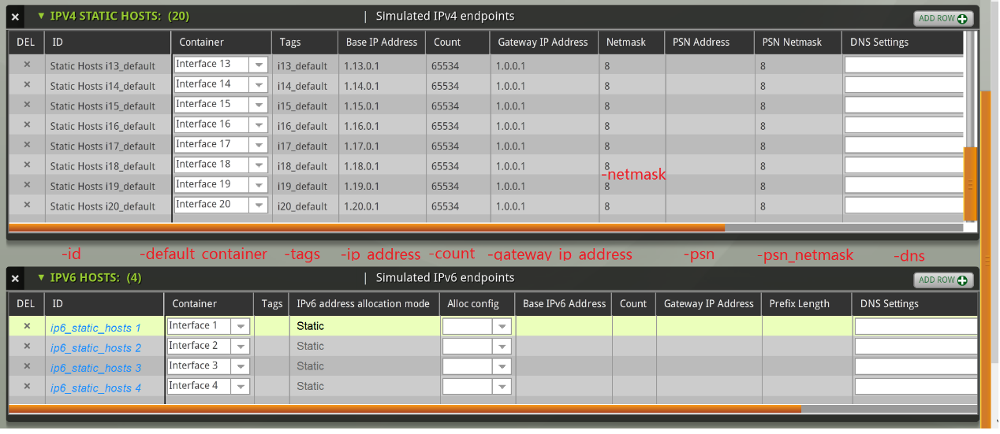 IPV4 STATIC HOSTS: (20) | Simulated IPv4 endpoints ADD ROW
DEL ID Container Tags Base IP Address Count Gateway IP Address Netmask PSN Address PSN Netmask DNS Settings
× Static Hosts i13_default Interface 13 i13_default 1.13.0.1 65534 1.0.0.1 8 8
× Static Hosts i14_default Interface 14 i14_default 1.14.0.1 65534 1.0.0.1 8 8
× Static Hosts i15_default Interface 15 i15_default 1.15.0.1 65534 1.0.0.1 8 8
× Static Hosts i16_default Interface 16 i16_default 1.16.0.1 65534 1.0.0.1 8 8
× Static Hosts i17_default Interface 17 i17_default 1.17.0.1 65534 1.0.0.1 8 8
× Static Hosts i18_default Interface 18 i18_default 1.18.0.1 65534 1.0.0.1 8 8
-netmask
× Static Hosts i19_default Interface 19 i19_default 1.19.0.1 65534 1.0.0.1 8 8
× Static Hosts i20_default Interface 20 i20_default 1.20.0.1 65534 1.0.0.1 8 8
-id -default_container -tags -ip_address -count -gateway_ip_address -psn -psn_netmask -dns
IPV6 HOSTS: (4) | Simulated IPv6 endpoints ADD ROW
DEL ID Container Tags IPv6 address allocation mode Alloc config Base IPv6 Address Count Gateway IP Address Prefix Length DNS Settings
× ip6_static_hosts 1 Interface 1 Static
× ip6_static_hosts 2 Interface 2 Static
× ip6_static_hosts 3 Interface 3 Static
× ip6_static_hosts 4 Interface 4 Static